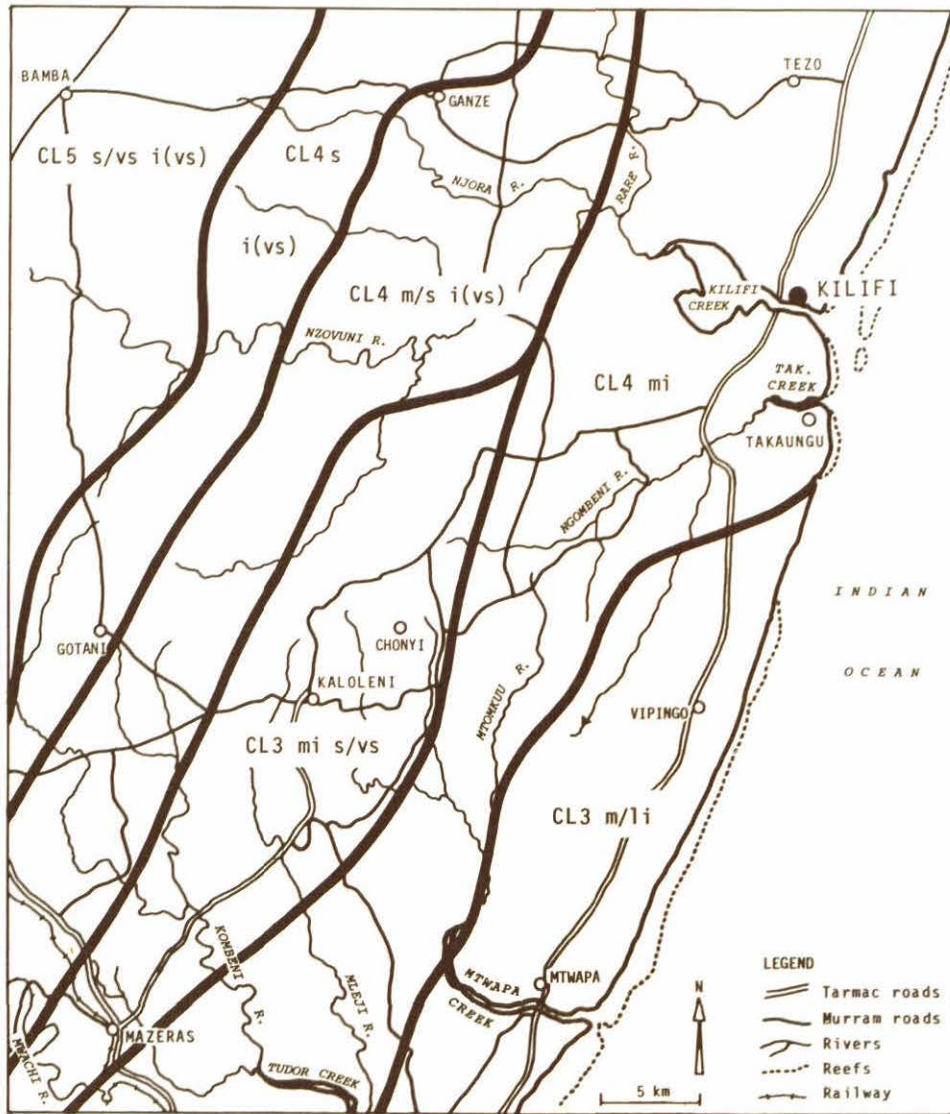 BAMBA
TEZO
GANZE
CL5 s/vs i(vs)
CL4 s
NJORA R.
RARE R.
i(vs)
CL4 m/s i(vs)
KILIFI
CREEK
KILIFI
NZOVUNI R.
CL4 mi
TAK.
CREEK
TAKAUNGU
NGOMBENI R.
INDIAN
OCEAN
GOTANI
CHONYI
KALOLENI
MTOMKUU R.
VIPINGO
CL3 mi s/vs
CL3 m/li
KOMBENI R.
MLEJI R.
MTWAPA
CREEK
MTWAPA
MAZERAS
MWACHI R.
TUDOR CREEK
N
5 km
LEGEND
Tarmac roads
Murram roads
Rivers
Reefs
Railway